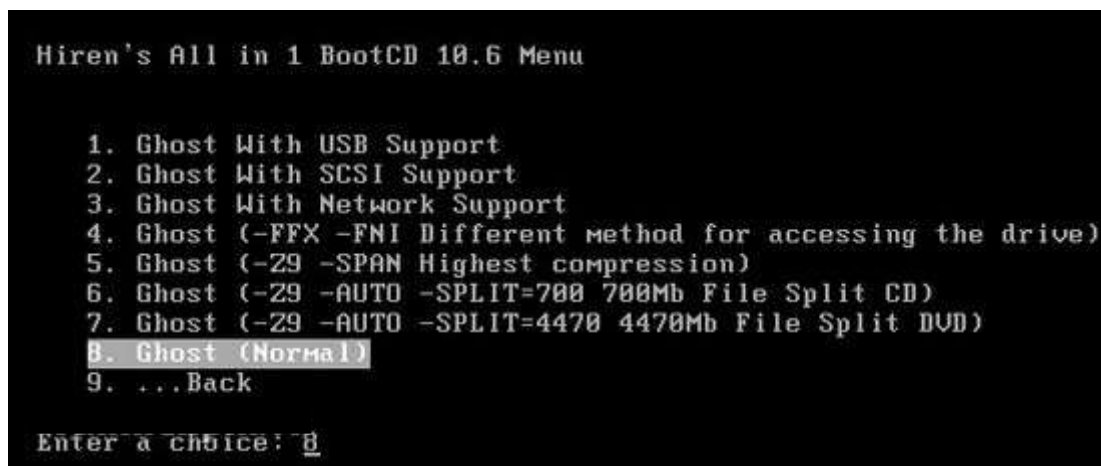 Hiren's All in 1 BootCD 10.6 Menu
1. Ghost With USB Support
2. Ghost With SCSI Support
3. Ghost With Network Support
4. Ghost (-FFX -FNI Different method for accessing the drive)
5. Ghost (-Z9 -SPAN Highest compression)
6. Ghost (-Z9 -AUTO -SPLIT=700 700Mb File Split CD)
7. Ghost (-Z9 -AUTO -SPLIT=4470 4470Mb File Split DVD)
8. Ghost (Normal)
9. ...Back
Enter a choice: 8